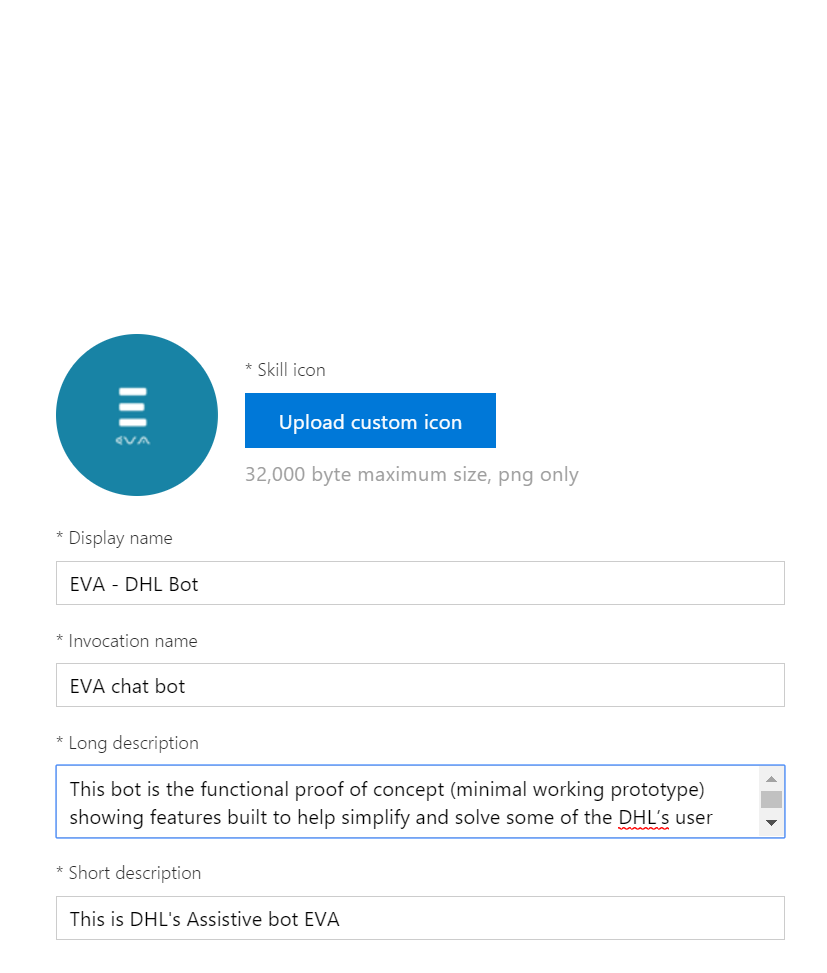 EVA
* Skill icon
Upload custom icon
32,000 byte maximum size, png only
* Display name
EVA - DHL Bot
* Invocation name
EVA chat bot
* Long description
This bot is the functional proof of concept (minimal working prototype)
showing features built to help simplify and solve some of the DHL’s user
* Short description
This is DHL's Assistive bot EVA